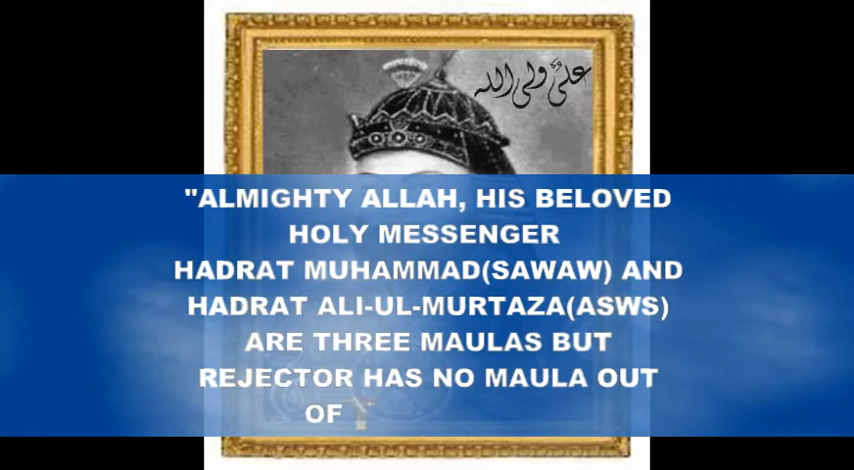 علیٌ ولی الله
"ALMIGHTY ALLAH, HIS BELOVED
HOLY MESSENGER
HADRAT MUHAMMAD(SAWAW) AND
HADRAT ALI-UL-MURTAZA(ASWS)
ARE THREE MAULAS BUT
REJECTOR HAS NO MAULA OUT
OF